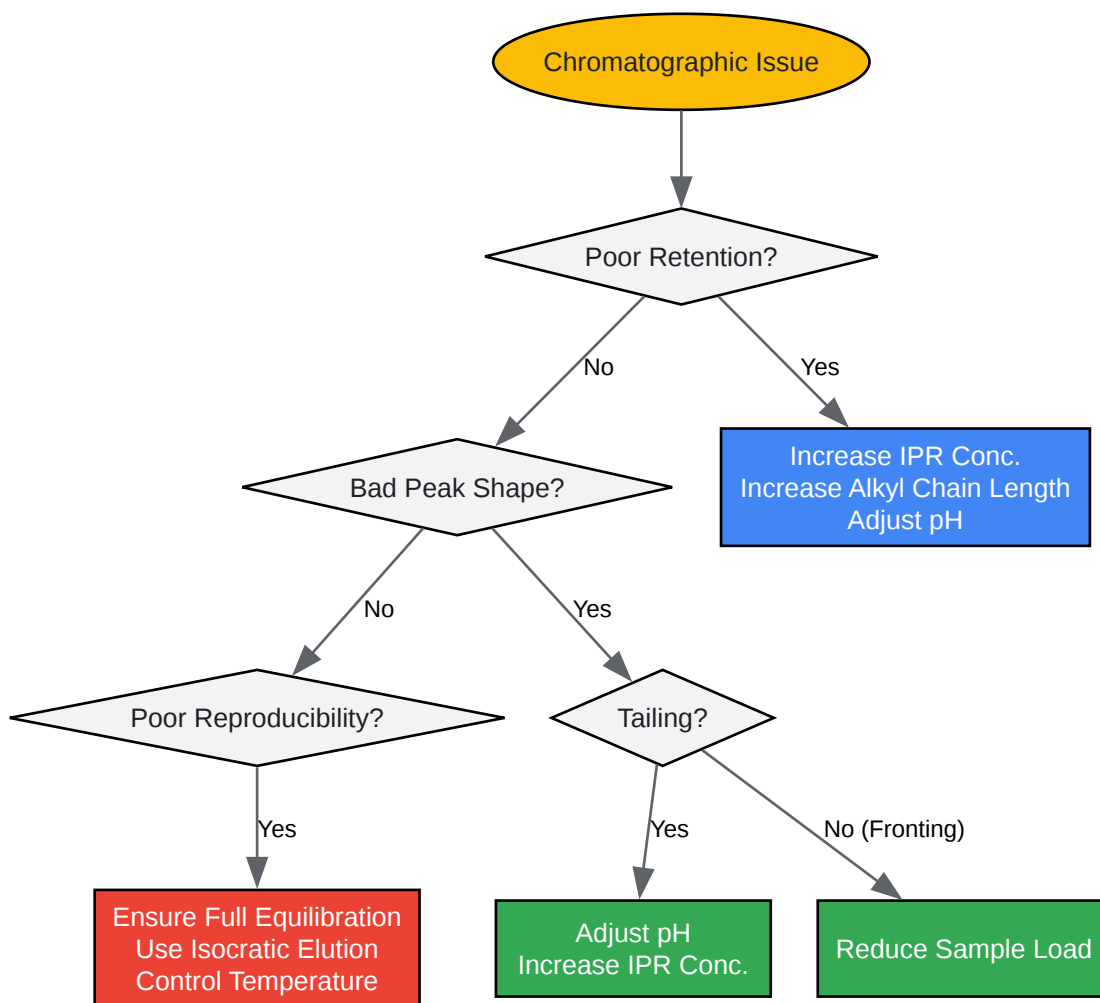 Chromatographic Issue
Poor Retention?
No
Yes
Increase IPR Conc.
Increase Alkyl Chain Length
Adjust pH
Bad Peak Shape?
No
Yes
Poor Reproducibility?
Tailing?
Yes
Yes
No (Fronting)
Ensure Full Equilibration
Use Isocratic Elution
Control Temperature
Adjust pH
Increase IPR Conc.
Reduce Sample Load